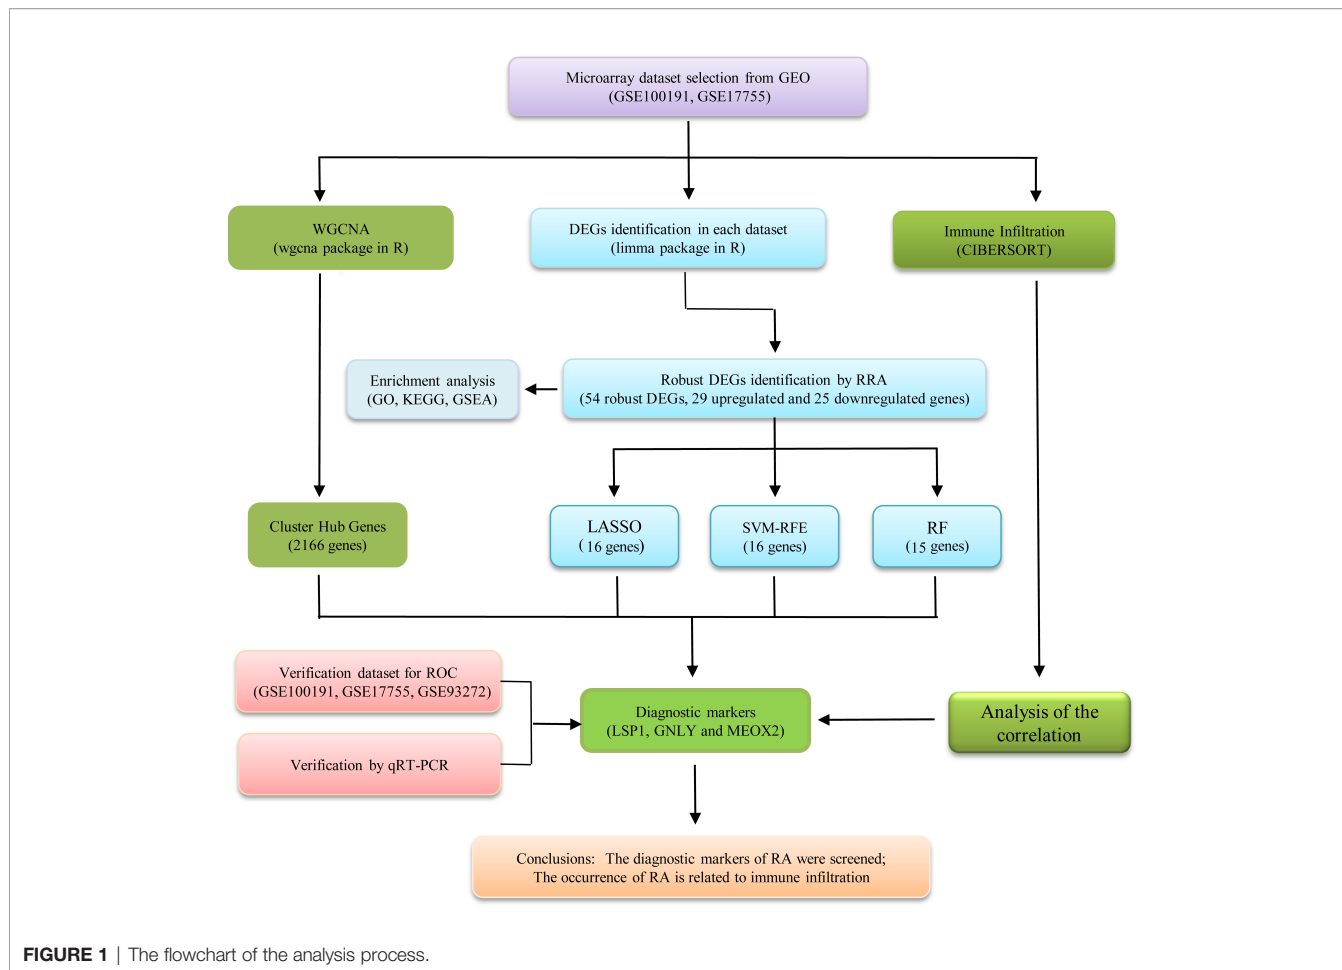 Microarray dataset selection from GEO
(GSE100191, GSE17755)
WGCNA
(wgcna package in R)
DEGs identification in each dataset
(limma package in R)
Immune Infiltration
(CIBERSORT)
Enrichment analysis
(GO, KEGG, GSEA)
Robust DEGs identification by RRA
(54 robust DEGs, 29 upregulated and 25 downregulated genes)
Cluster Hub Genes
(2166 genes)
LASSO
(16 genes)
SVM-RFE
(16 genes)
RF
(15 genes)
Verification dataset for ROC
(GSE100191, GSE17755, GSE93272)
Verification by qRT-PCR
Diagnostic markers
(LSP1, GNLY and MEOX2)
Analysis of the
correlation
Conclusions: The diagnostic markers of RA were screened;
The occurrence of RA is related to immune infiltration
FIGURE 1 | The flowchart of the analysis process.